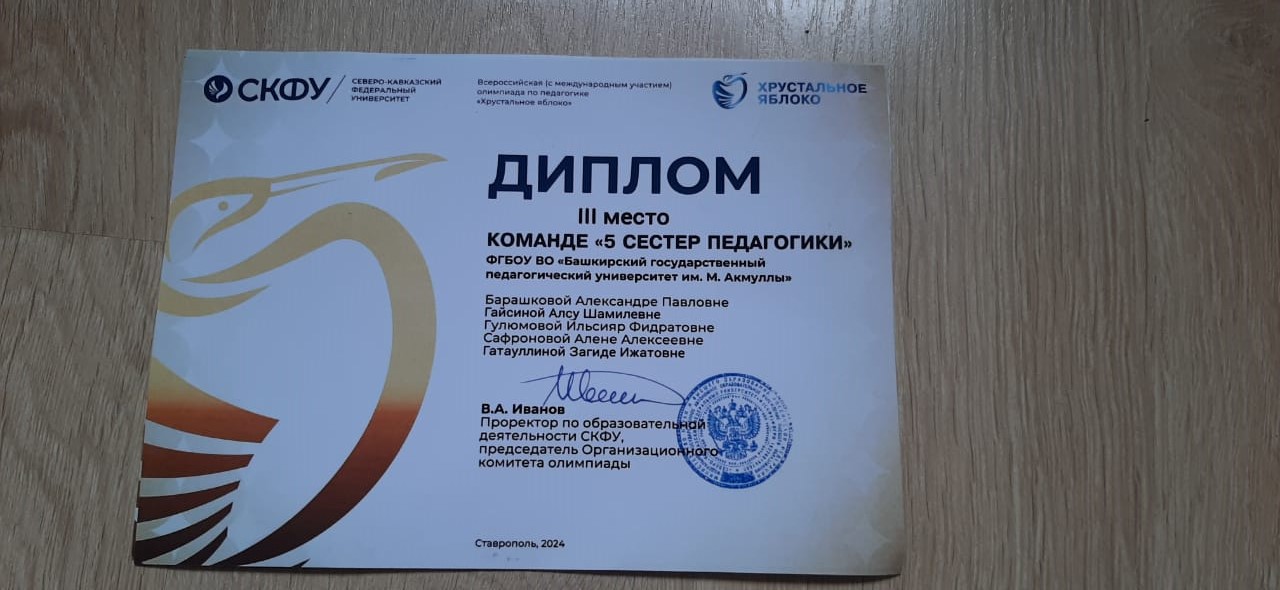 СКФУ
СЕВЕРО-КАВКАЗСКИЙ
ФЕДЕРАЛЬНЫЙ
УНИВЕРСИТЕТ
Всероссийская (с международным участием)
олимпиада по педагогике
«Хрустальное яблоко»
ХРУСТАЛЬНОЕ
ЯБЛОКО
ДИПЛОМ
III место
КОМАНДЕ «5 СЕСТЕР ПЕДАГОГИКИ»
ФГБОУ ВО «Башкирский государственный
педагогический университет им. М. Акмуллы»
Барашковой Александре Павловне
Гайсиной Алсу Шамилевне
Гулюмовой Ильсияр Фидратовне
Сафроновой Алене Алексеевне
Гатауллиной Загиде Ижатовне
В.А. Иванов
Проректор по образовательной
деятельности СКФУ,
председатель Организационного
комитета олимпиады
Ставрополь, 2024